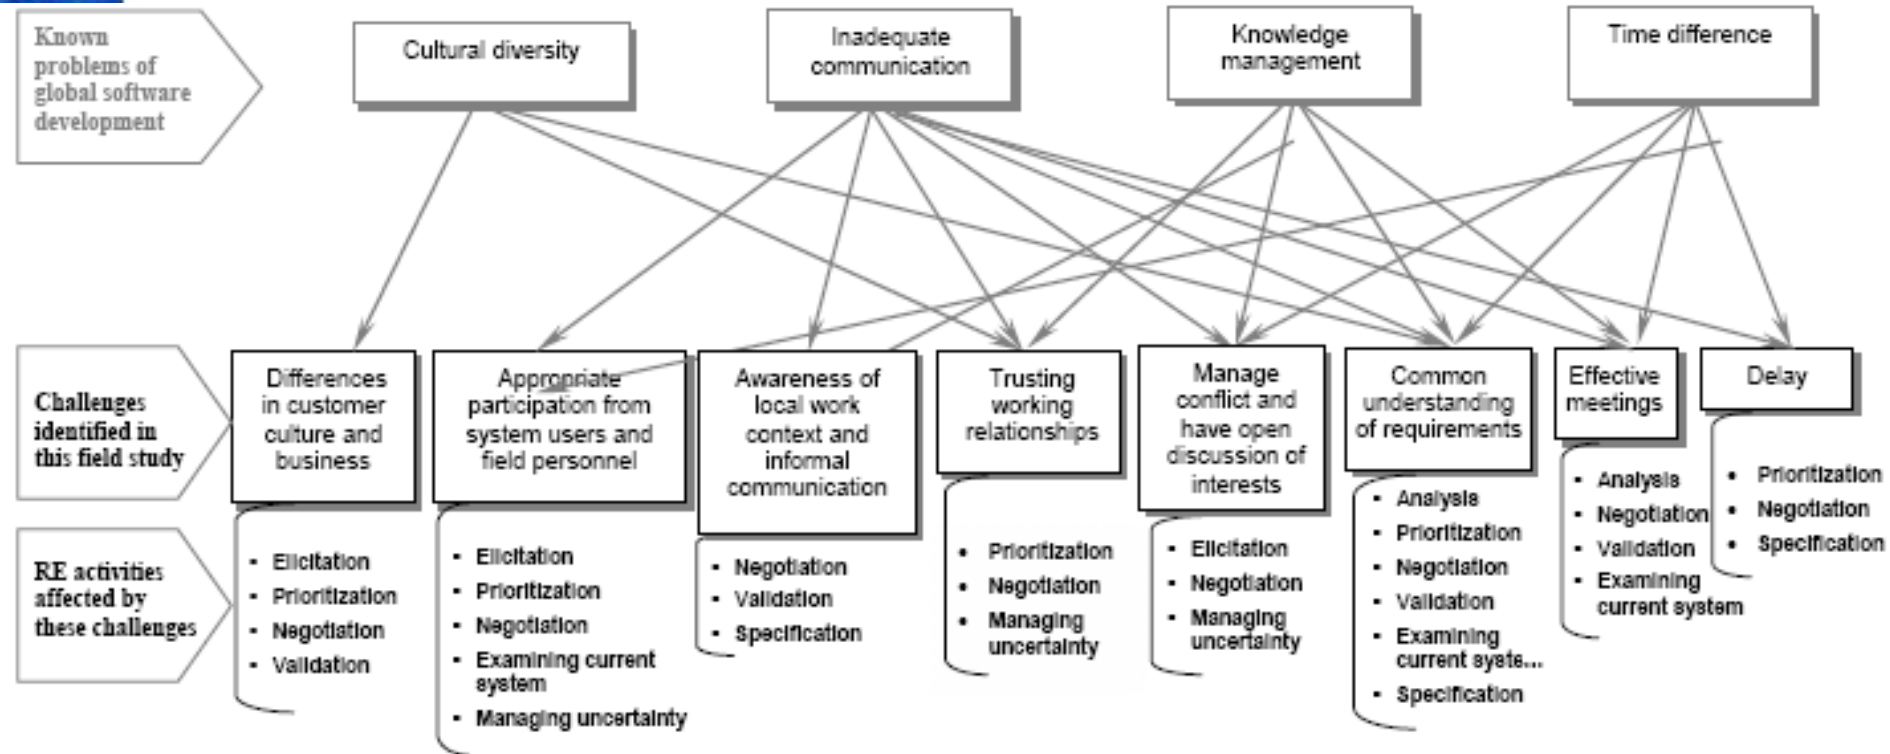 Known
problems of
global software
development
Cultural diversity
Inadequate
communication
Knowledge
management
Time difference
Challenges
identified in
this field study
Differences
in customer
culture and
business
Appropriate
participation from
system users and
field personnel
Awareness of
local work
context and
informal
communication
Trusting
working
relationships
Manage
conflict and
have open
discussion of
interests
Common
understanding
of requirements
Effective
meetings
Delay
RE activities
affected by
these challenges
▪ Elicitation
▪ Prioritization
▪ Negotiation
▪ Validation
▪ Elicitation
▪ Prioritization
▪ Negotiation
▪ Examining current
system
▪ Managing uncertainty
▪ Negotiation
▪ Validation
▪ Specification
• Prioritization
• Negotiation
• Managing
uncertainty
▪ Elicitation
▪ Negotiation
▪ Managing
uncertainty
▪ Analysis
▪ Prioritization
▪ Negotiation
▪ Validation
▪ Examining
current syste...
▪ Specification
▪ Analysis
▪ Negotiation
▪ Validation
▪ Examining
current system
• Prioritization
• Negotiation
• Specification